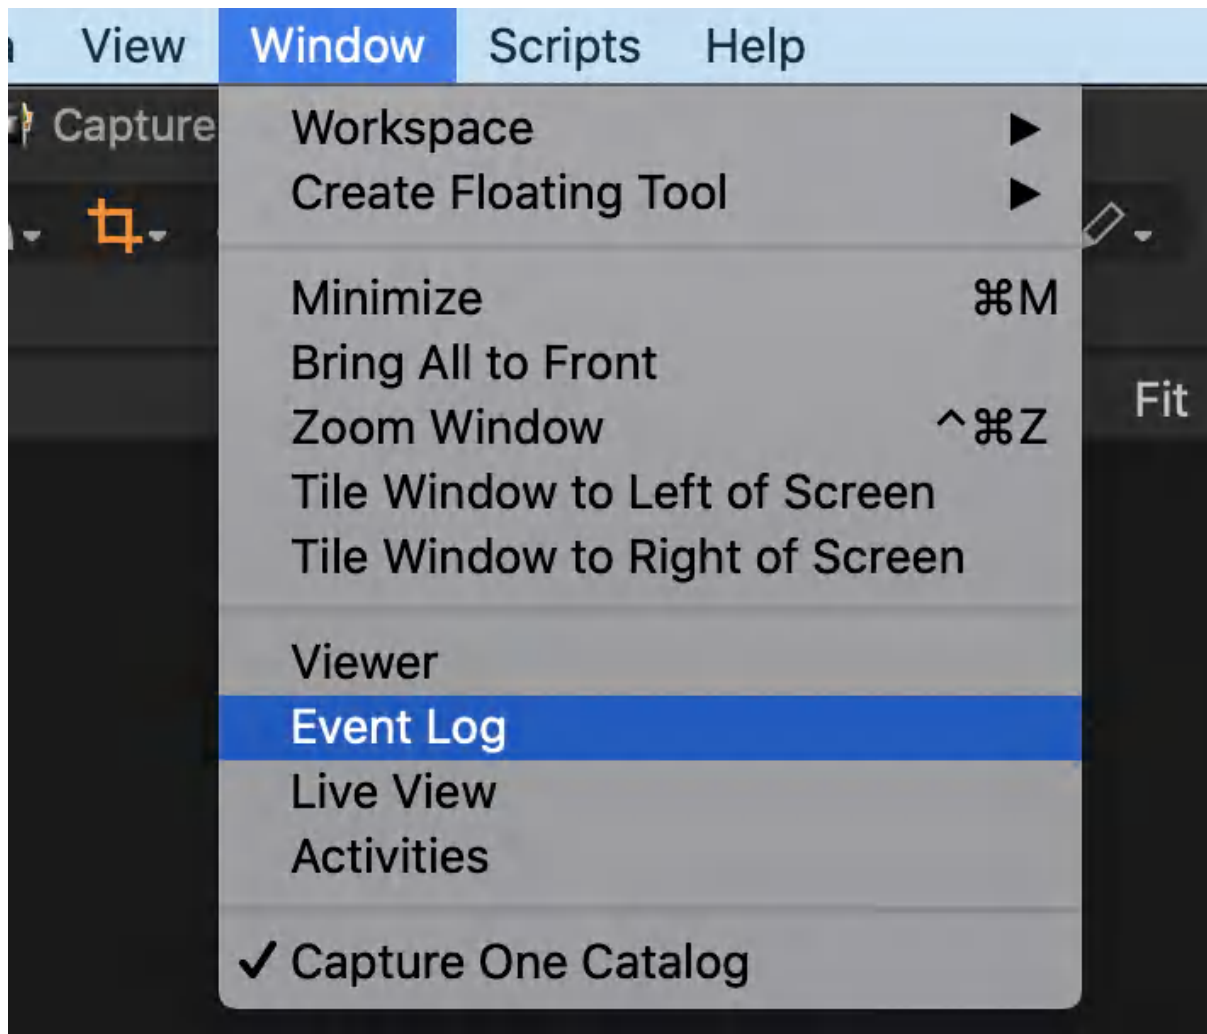 View Window Scripts Help
Capture
Workspace ▶
Create Floating Tool ▶
Minimize ⌘M
Bring All to Front
Zoom Window ^⌘Z
Fit
Tile Window to Left of Screen
Tile Window to Right of Screen
Viewer
Event Log
Live View
Activities
✓ Capture One Catalog